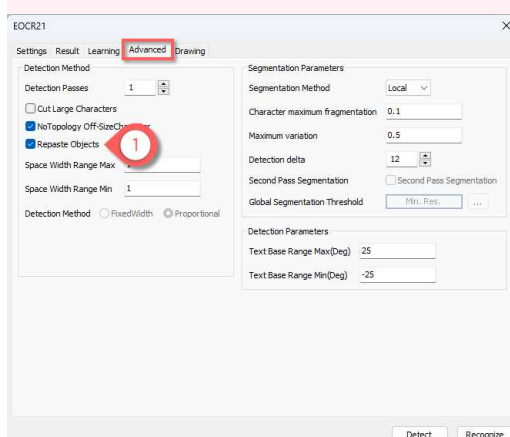 EOCR21
Settings Result Learning Advanced Drawing
Detection Method
Detection Passes 1
Cut Large Characters
NoTopology Off-SizeCh
Repaste Objects
1
Space Width Range Max
Space Width Range Min 1
Detection Method FixedWidth Proportional
Segmentation Parameters
Segmentation Method Local
Character maximum fragmentation 0.1
Maximum variation 0.5
Detection delta 12
Second Pass Segmentation Second Pass Segmentation
Global Segmentation Threshold Min. Res. ...
Detection Parameters
Text Base Range Max(Deg) 25
Text Base Range Min(Deg) -25
Detect Recognize